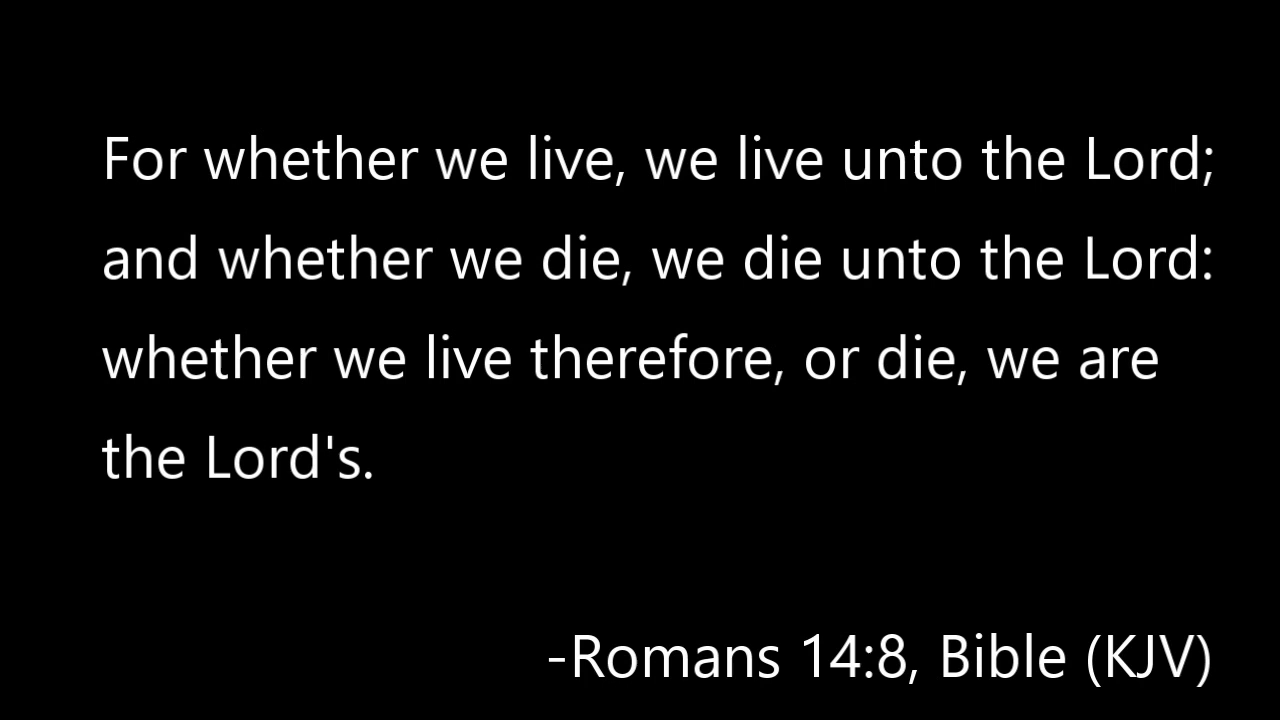 For whether we live, we live unto the Lord;
and whether we die, we die unto the Lord:
whether we live therefore, or die, we are
the Lord's.
-Romans 14:8, Bible (KJV)